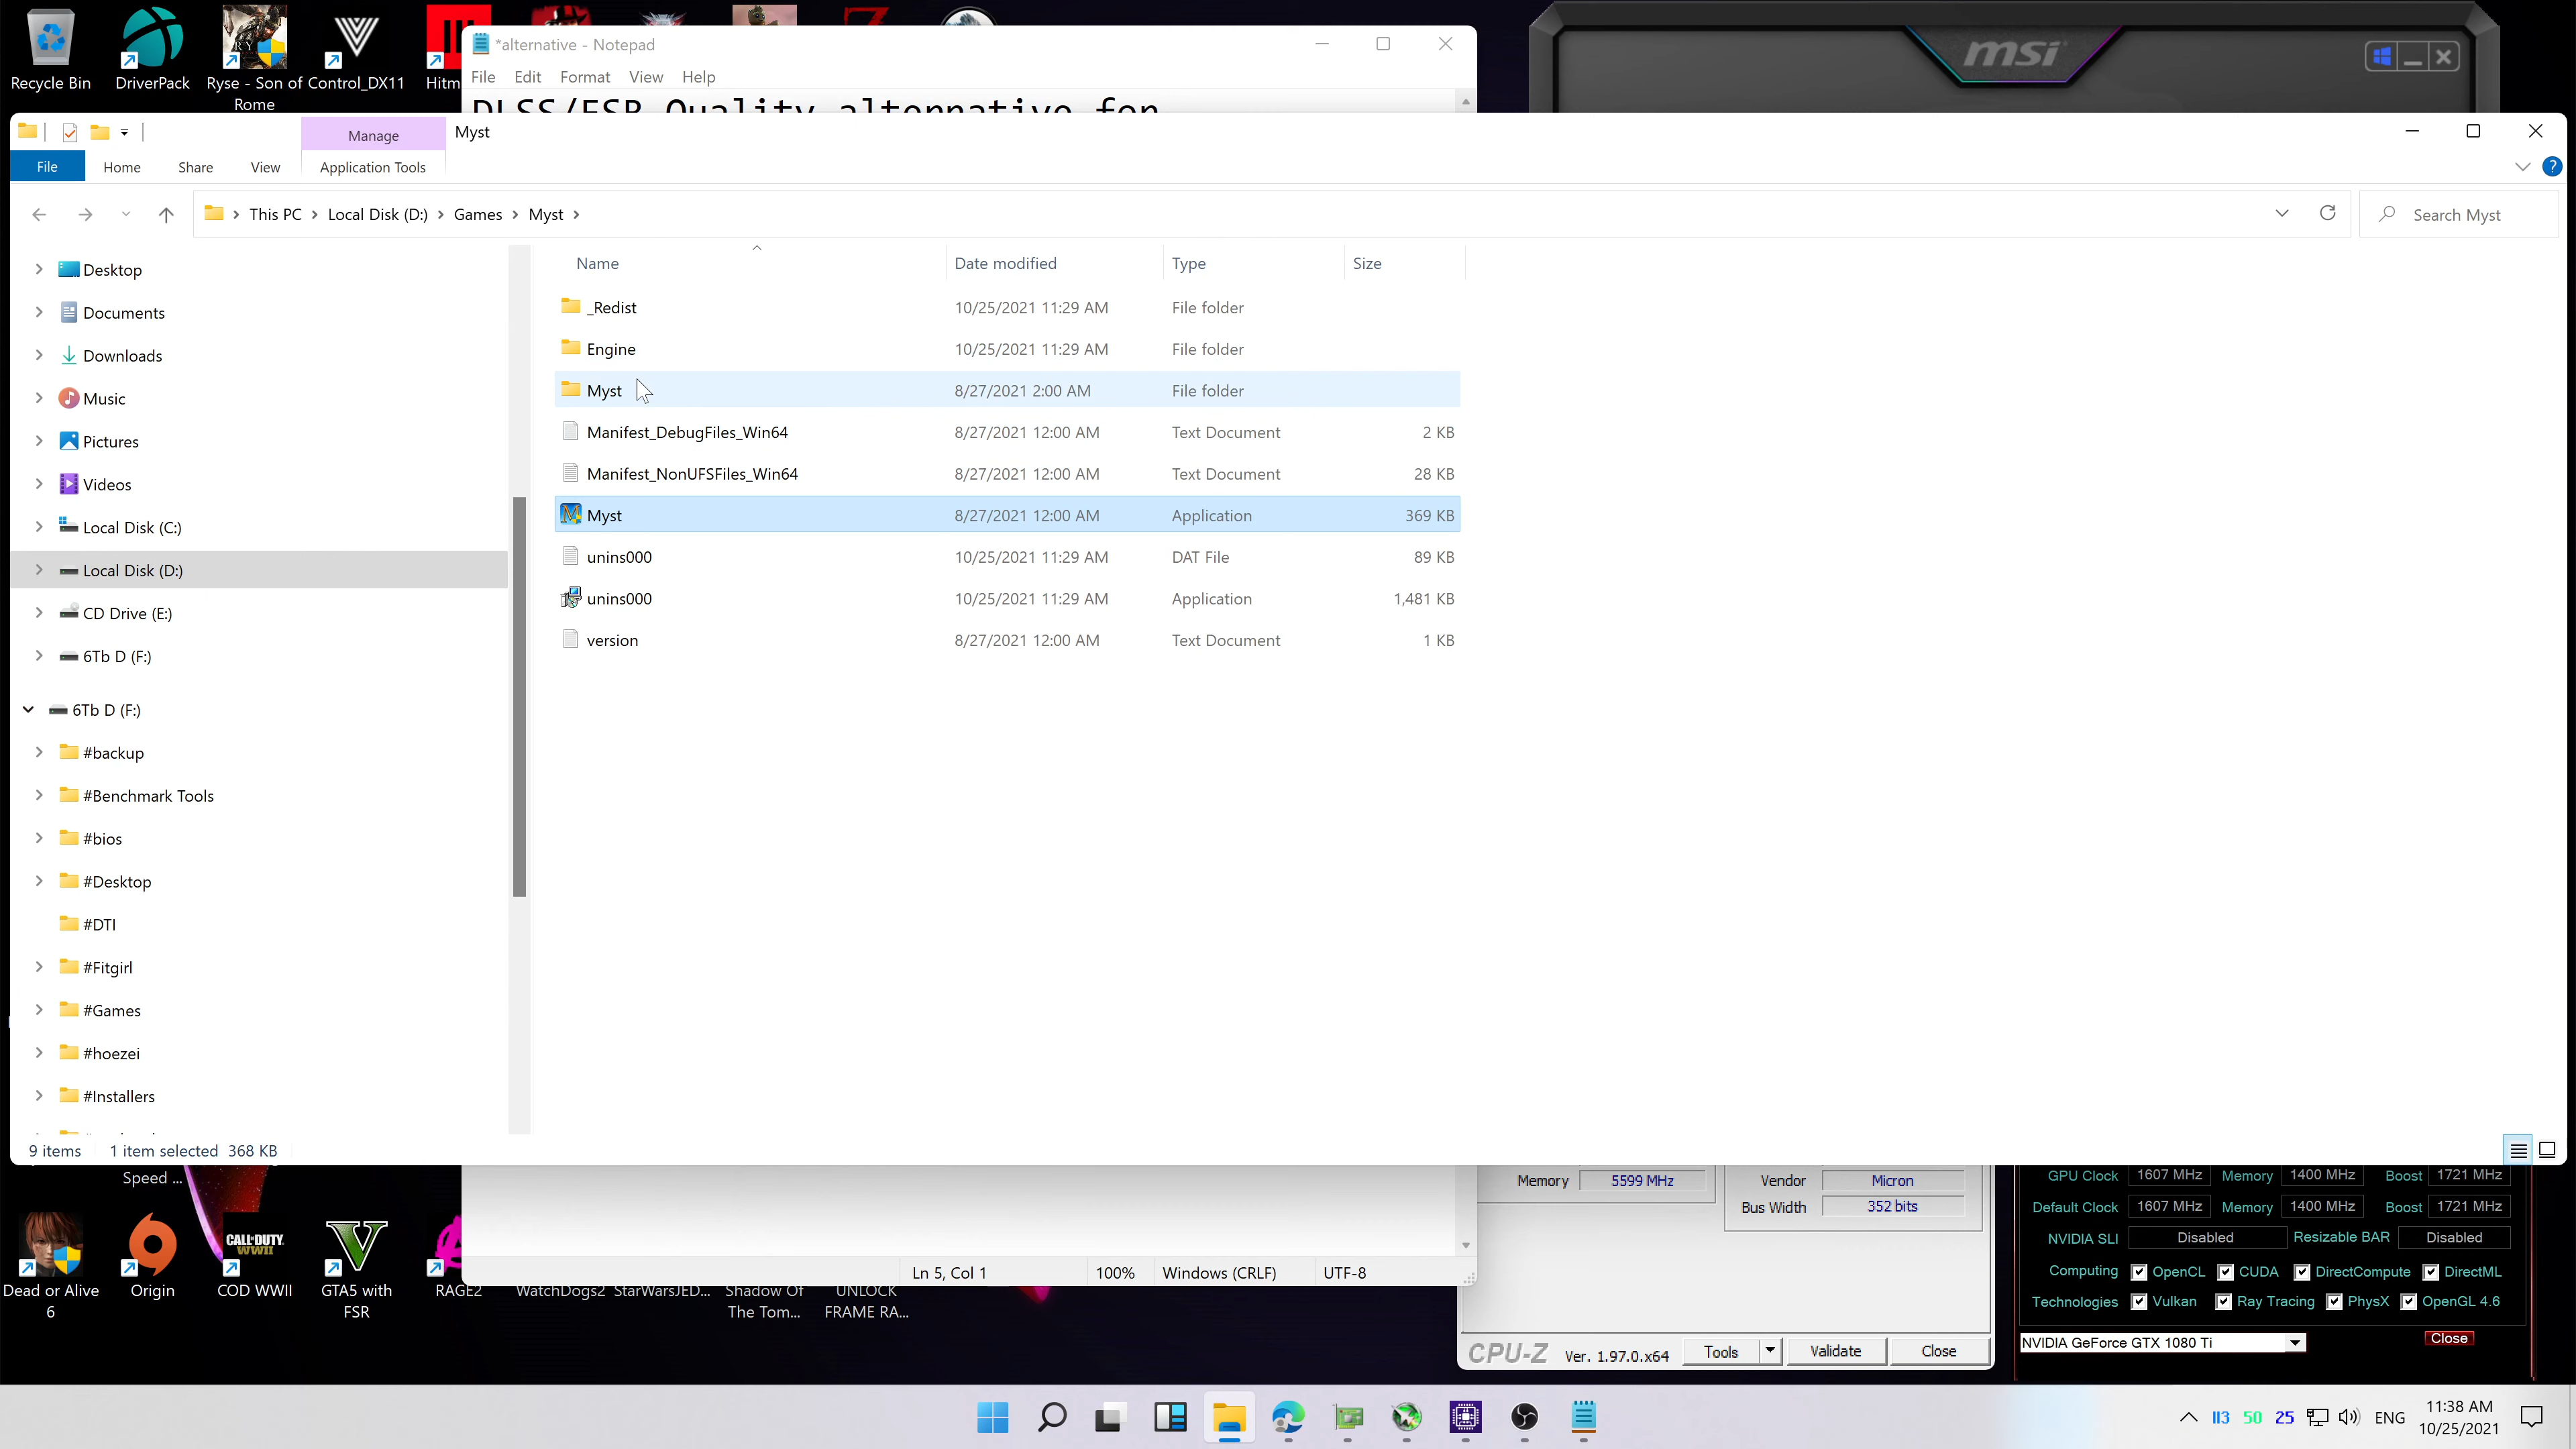 Recycle Bin
DriverPack
Ryse - Son of Rome
Control_DX11
Hitm
*alternative - Notepad
File Edit Format View Help
DLSS/FSR Quality alternative for
msi
Manage
Myst
File Home Share View Application Tools
This PC › Local Disk (D:) › Games › Myst ›
Search Myst
Desktop
Documents
Downloads
Music
Pictures
Videos
Local Disk (C:)
Local Disk (D:)
CD Drive (E:)
6Tb D (F:)
6Tb D (F:)
#backup
#Benchmark Tools
#bios
#Desktop
#DTI
#Fitgirl
#Games
#hoezei
#Installers
Name Date modified Type Size
_Redist 10/25/2021 11:29 AM File folder
Engine 10/25/2021 11:29 AM File folder
Myst 8/27/2021 2:00 AM File folder
Manifest_DebugFiles_Win64 8/27/2021 12:00 AM Text Document 2 KB
Manifest_NonUFSFiles_Win64 8/27/2021 12:00 AM Text Document 28 KB
Myst 8/27/2021 12:00 AM Application 369 KB
unins000 10/25/2021 11:29 AM DAT File 89 KB
unins000 10/25/2021 11:29 AM Application 1,481 KB
version 8/27/2021 12:00 AM Text Document 1 KB
9 items 1 item selected 368 KB
Speed ...
Dead or Alive 6
Origin
CALL OF DUTY WWII
COD WWII
GTA5 with FSR
RAGE2
WatchDogs2
StarWarsJED...
Shadow Of The Tom...
UNLOCK FRAME RA...
Ln 5, Col 1 100% Windows (CRLF) UTF-8
Memory 5599 MHz Vendor Micron
Bus Width 352 bits
CPU-Z Ver. 1.97.0.x64 Tools Validate Close
GPU Clock 1607 MHz Memory 1400 MHz Boost 1721 MHz
Default Clock 1607 MHz Memory 1400 MHz Boost 1721 MHz
NVIDIA SLI Disabled Resizable BAR Disabled
Computing OpenCL CUDA DirectCompute DirectML
Technologies Vulkan Ray Tracing PhysX OpenGL 4.6
NVIDIA GeForce GTX 1080 Ti Close
113 50 25 ENG 11:38 AM
10/25/2021